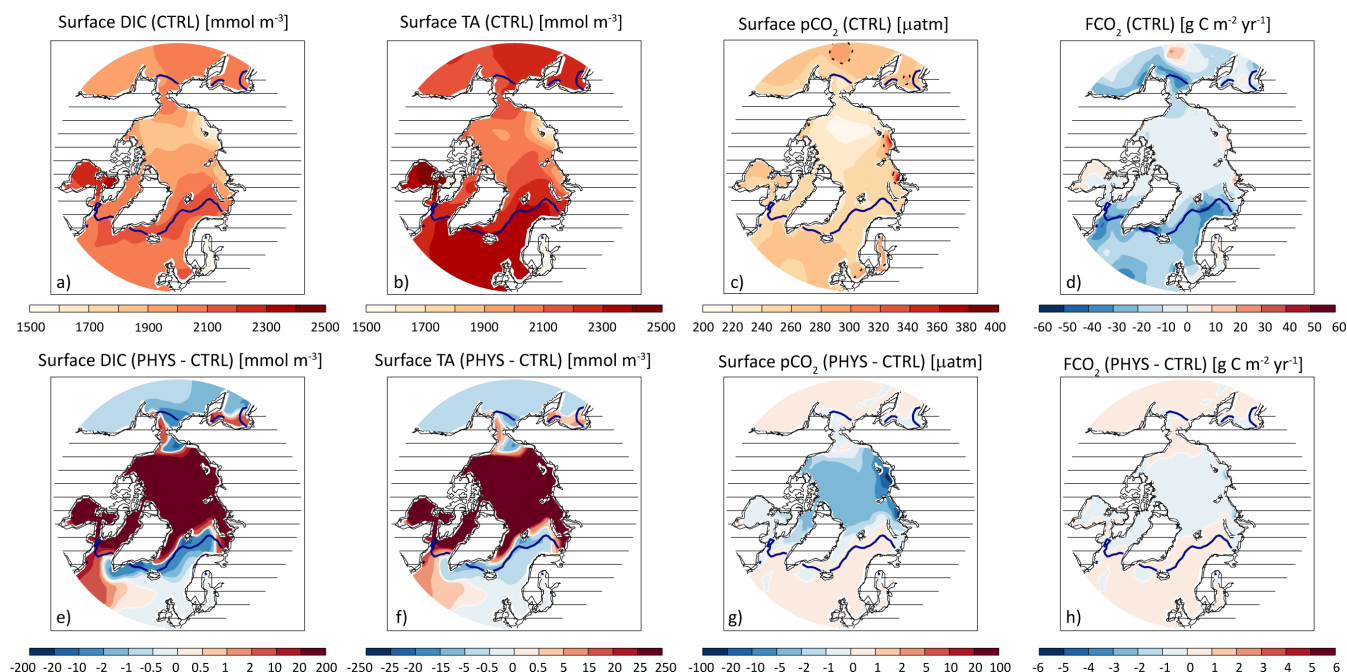 Surface DIC (CTRL) [mmol m⁻³]
Surface TA (CTRL) [mmol m⁻³]
Surface pCO₂ (CTRL) [µatm]
FCO₂ (CTRL) [g C m⁻² yr⁻¹]
a)
b)
c)
d)
1500 1700 1900 2100 2300 2500
1500 1700 1900 2100 2300 2500
200 220 240 260 280 300 320 340 360 380 400
-60 -50 -40 -30 -20 -10 0 10 20 30 40 50 60
Surface DIC (PHYS - CTRL) [mmol m⁻³]
Surface TA (PHYS - CTRL) [mmol m⁻³]
Surface pCO₂ (PHYS - CTRL) [µatm]
FCO₂ (PHYS - CTRL) [g C m⁻² yr⁻¹]
e)
f)
g)
h)
-200 -20 -10 -2 -1 -0.5 0 0.5 1 2 10 20 200
-250 -25 -15 -5 -2.5 -0.5 0 0.5 2.5 5 15 25 250
-100 -20 -10 -5 -2 -1 0 1 2 5 10 20 100
-6 -5 -4 -3 -2 -1 0 1 2 3 4 5 6